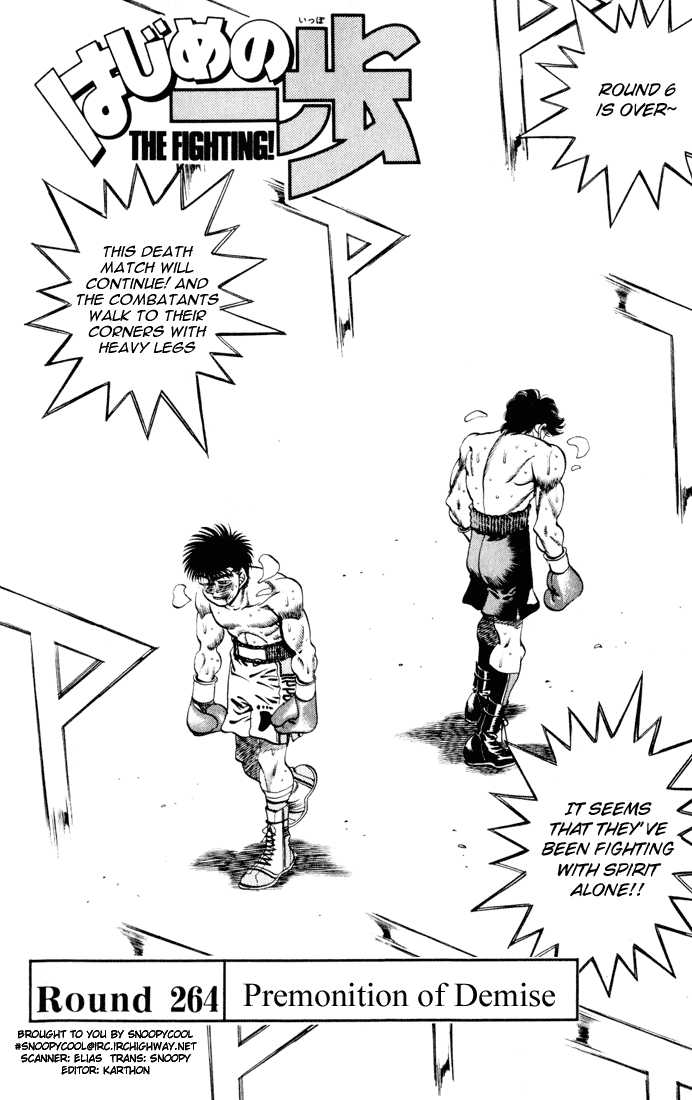 はじめの一歩
いっぽ
THE FIGHTING!
ROUND 6
IS OVER~
THIS DEATH
MATCH WILL
CONTINUE! AND
THE COMBATANTS
WALK TO THEIR
CORNERS WITH
HEAVY LEGS
IPPO
IT SEEMS
THAT THEY"VE
BEEN FIGHTING
WITH SPIRIT
ALONE!!
Round 264
Premonition of Demise
BROUGHT TO YOU BY SNOOPYCOOL
#SNOOPYCOOL@IRC.IRCHIGHWAY.NET
SCANNER: ELIAS TRANS: SNOOPY
EDITOR: KARTHON